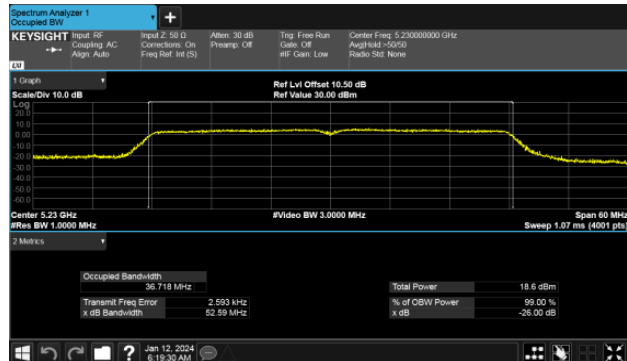 Spectrum Analyzer 1
Occupied BW
+
KEYSIGHT
Input: RF
Coupling: AC
Align: Auto
Input Z: 50 Ω
Corrections: On
Freq Ref: Int (S)
Atten: 30 dB
Preamp: Off
Trig: Free Run
Gate: Off
#IF Gain: Low
Center Freq: 5.230000000 GHz
Avg|Hold:>50/50
Radio Std: None
LXI
1 Graph
Scale/Div 10.0 dB
Ref Lvl Offset 10.50 dB
Ref Value 30.00 dBm
Log
20.0
10.0
0.00
-10.0
-20.0
-30.0
-40.0
-50.0
-60.0
Center 5.23 GHz
#Res BW 1.0000 MHz
#Video BW 3.0000 MHz
Span 60 MHz
Sweep 1.07 ms (4001 pts)
2 Metrics
Occupied Bandwidth
36.718 MHz
Transmit Freq Error 2.593 kHz
x dB Bandwidth 52.59 MHz
Total Power 18.6 dBm
% of OBW Power 99.00 %
x dB -26.00 dB
?
Jan 12, 2024
6:19:30 AM